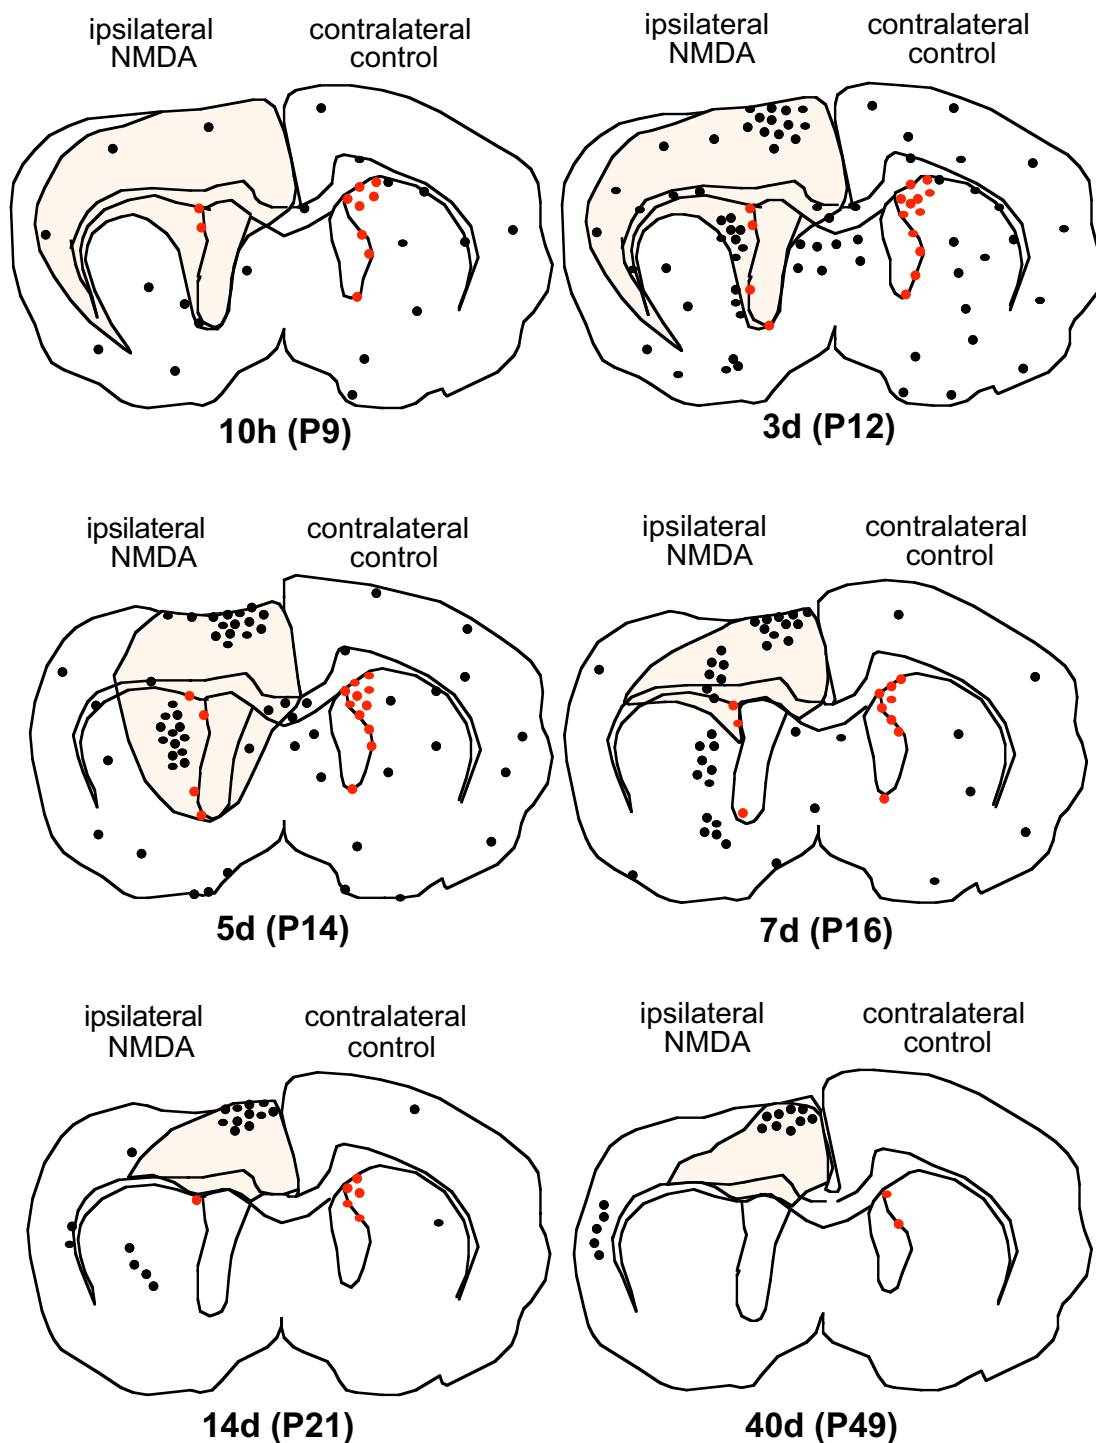 ipsilateral
NMDA
contralateral
control
10h (P9)
ipsilateral
NMDA
contralateral
control
3d (P12)
ipsilateral
NMDA
contralateral
control
5d (P14)
ipsilateral
NMDA
contralateral
control
7d (P16)
ipsilateral
NMDA
contralateral
control
14d (P21)
ipsilateral
NMDA
contralateral
control
40d (P49)